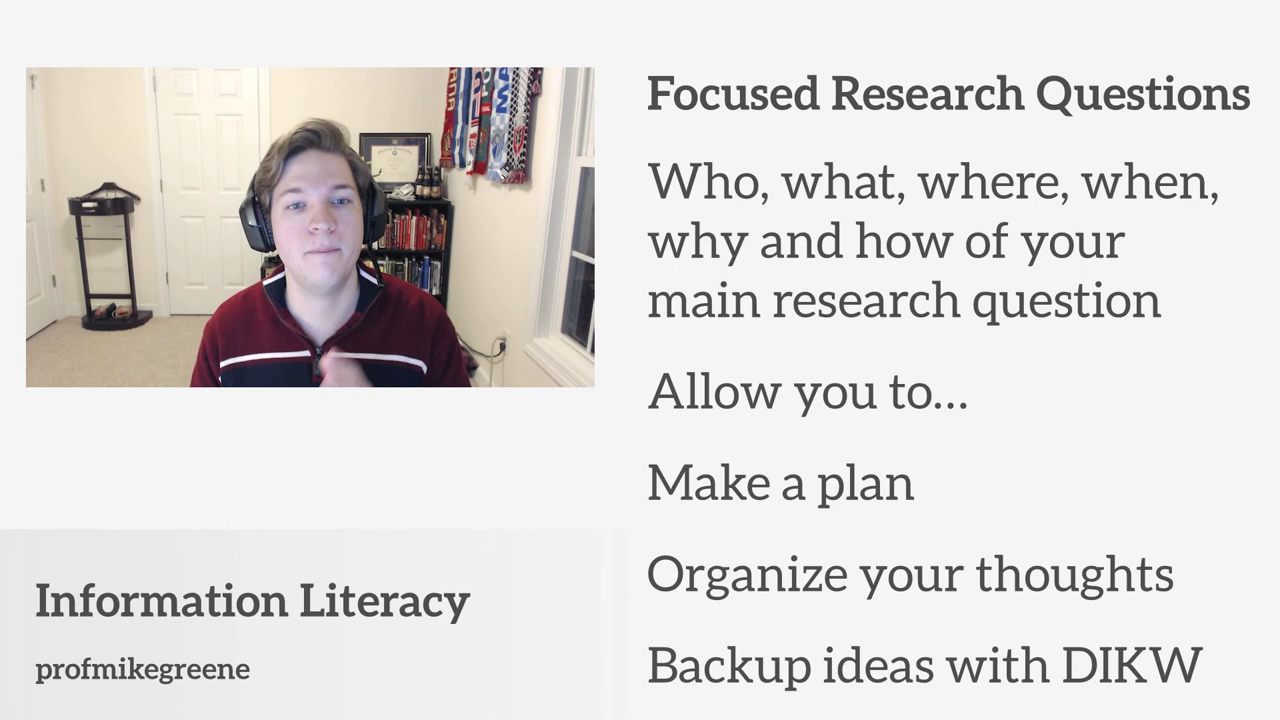 Focused Research Questions
Who, what, where, when,
why and how of your
main research question
Allow you to...
Make a plan
Organize your thoughts
Backup ideas with DIKW
Information Literacy
profmikegreene